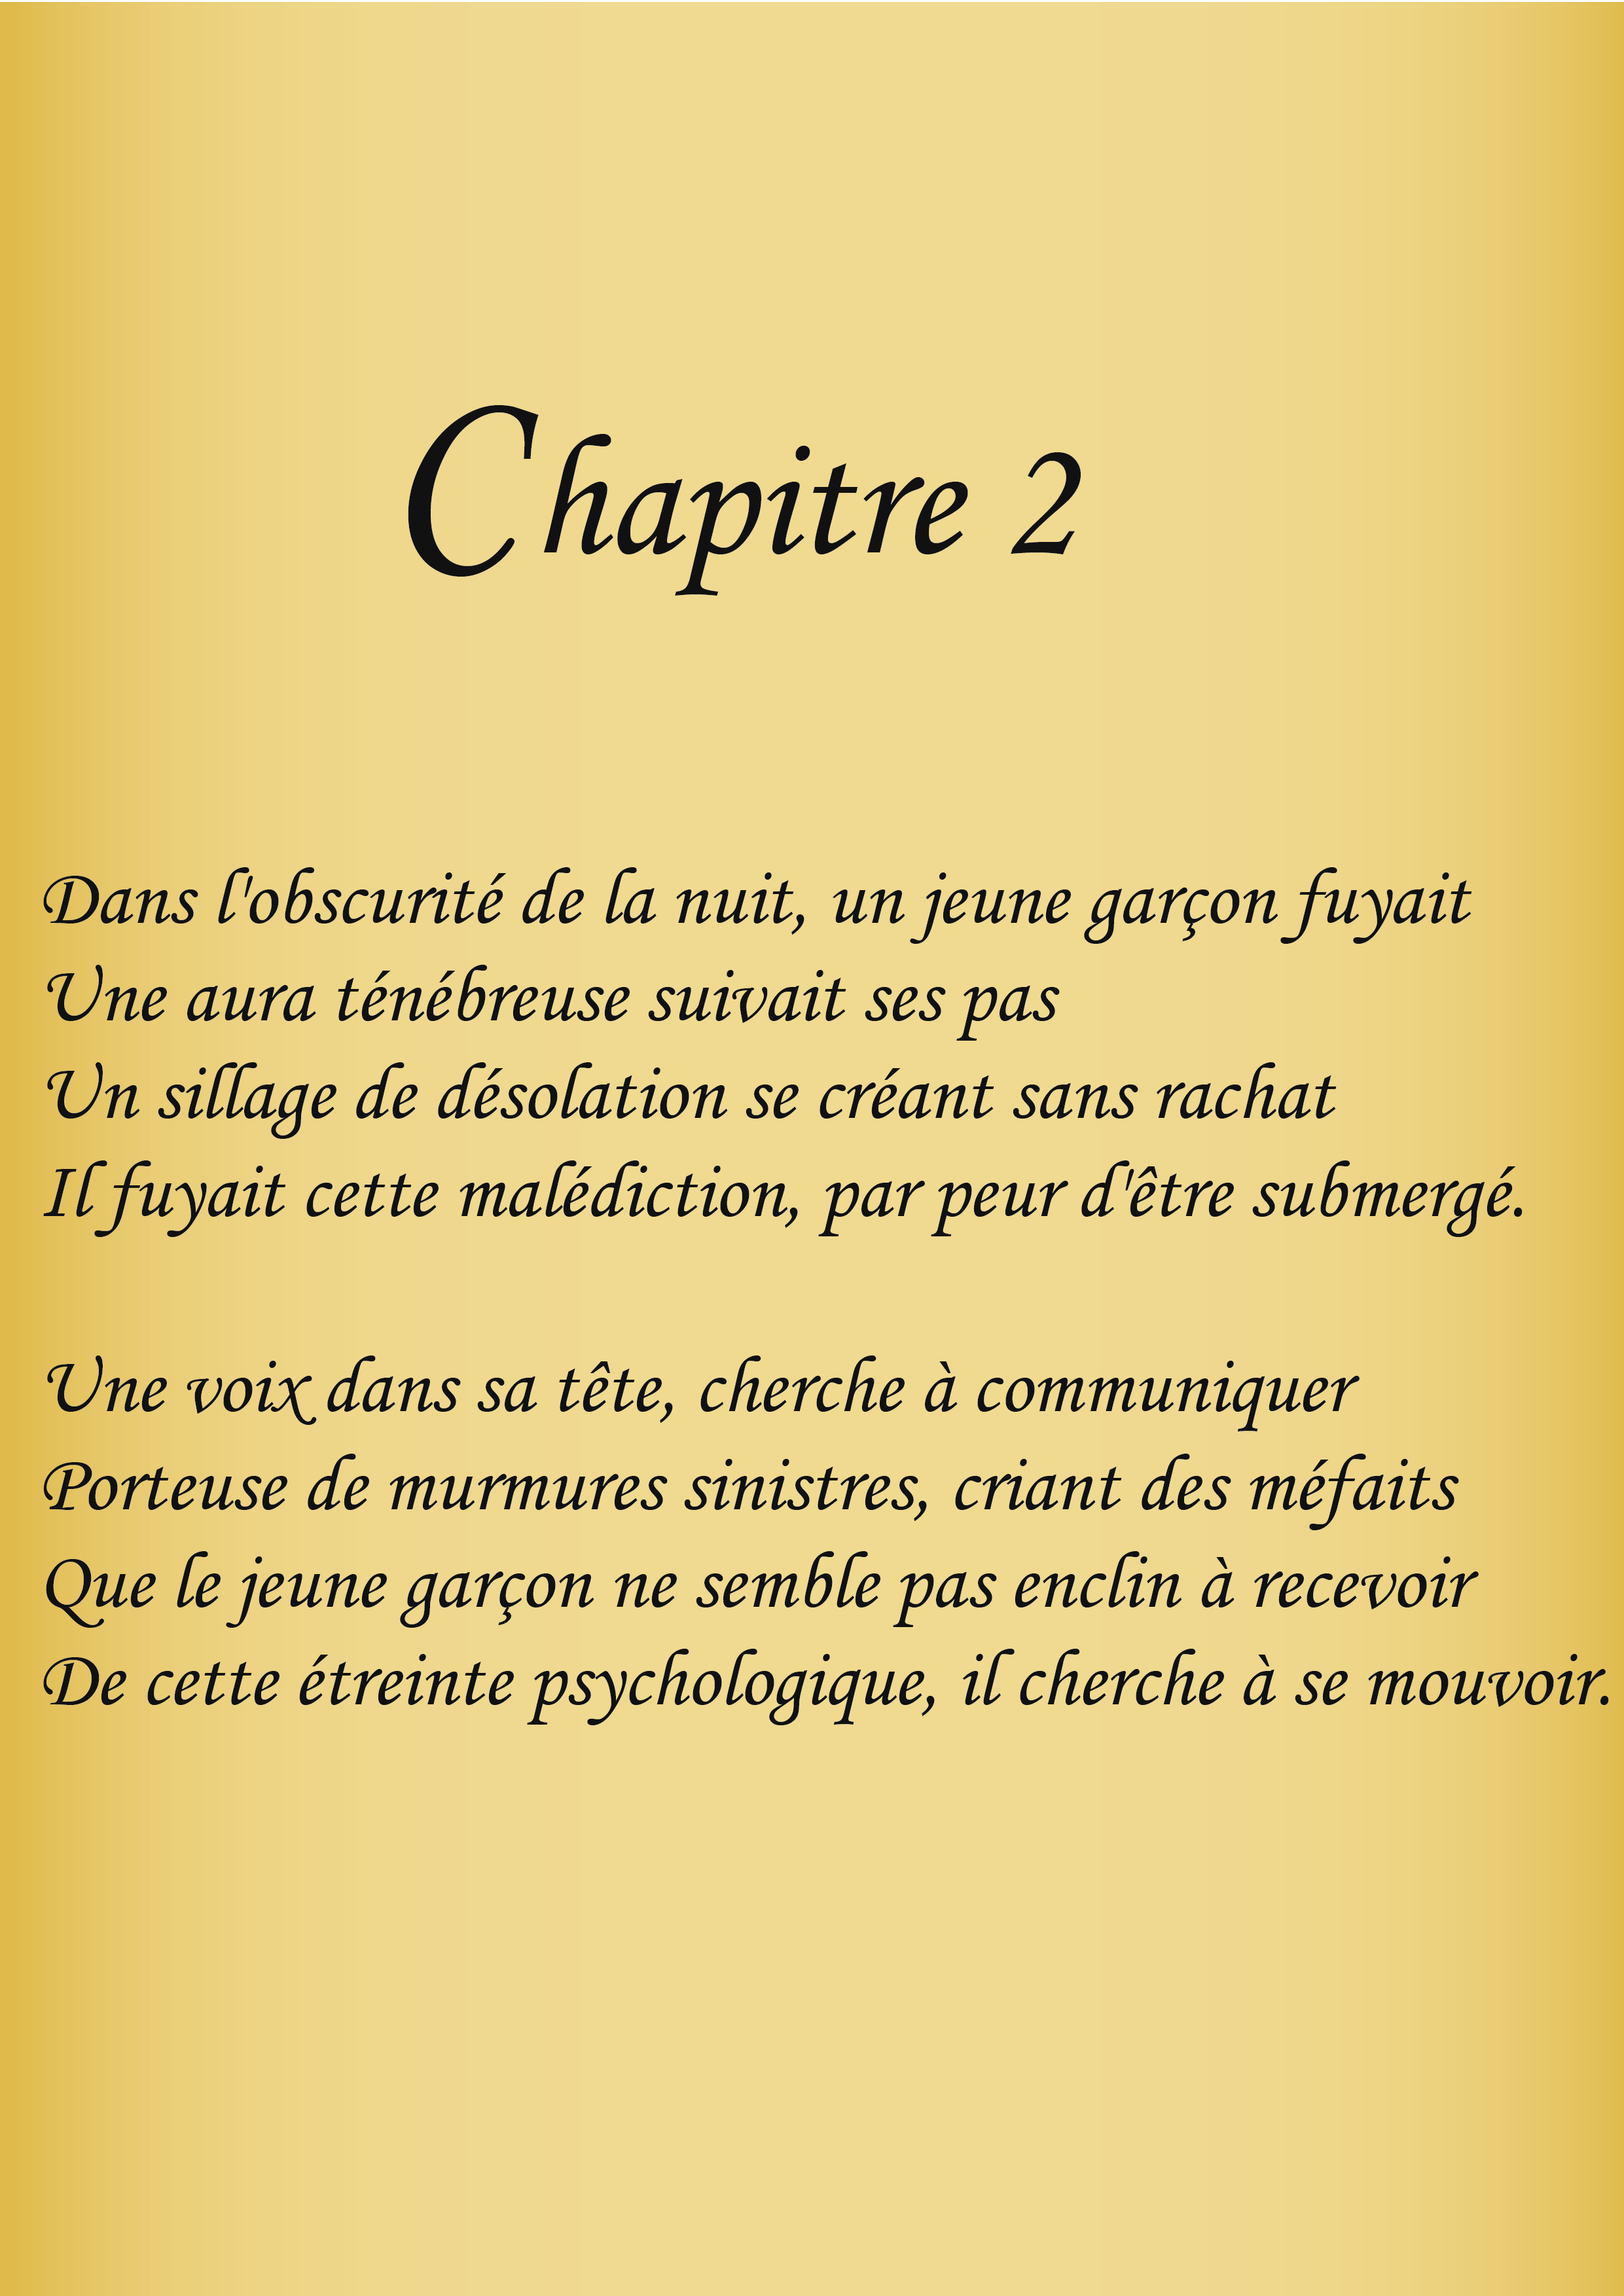 Chapitre 2
Dans l'obscurité de la nuit, un jeune garçon fuyait
Une aura ténébreuse suivait ses pas
Un sillage de désolation se créant sans rachat
Il fuyait cette malédiction, par peur d'être submergé.
Une voix dans sa tête, cherche à communiquer
Porteuse de murmures sinistres, criant des méfaits
Que le jeune garçon ne semble pas enclin à recevoir
De cette étreinte psychologique, il cherche à se mouvoir.